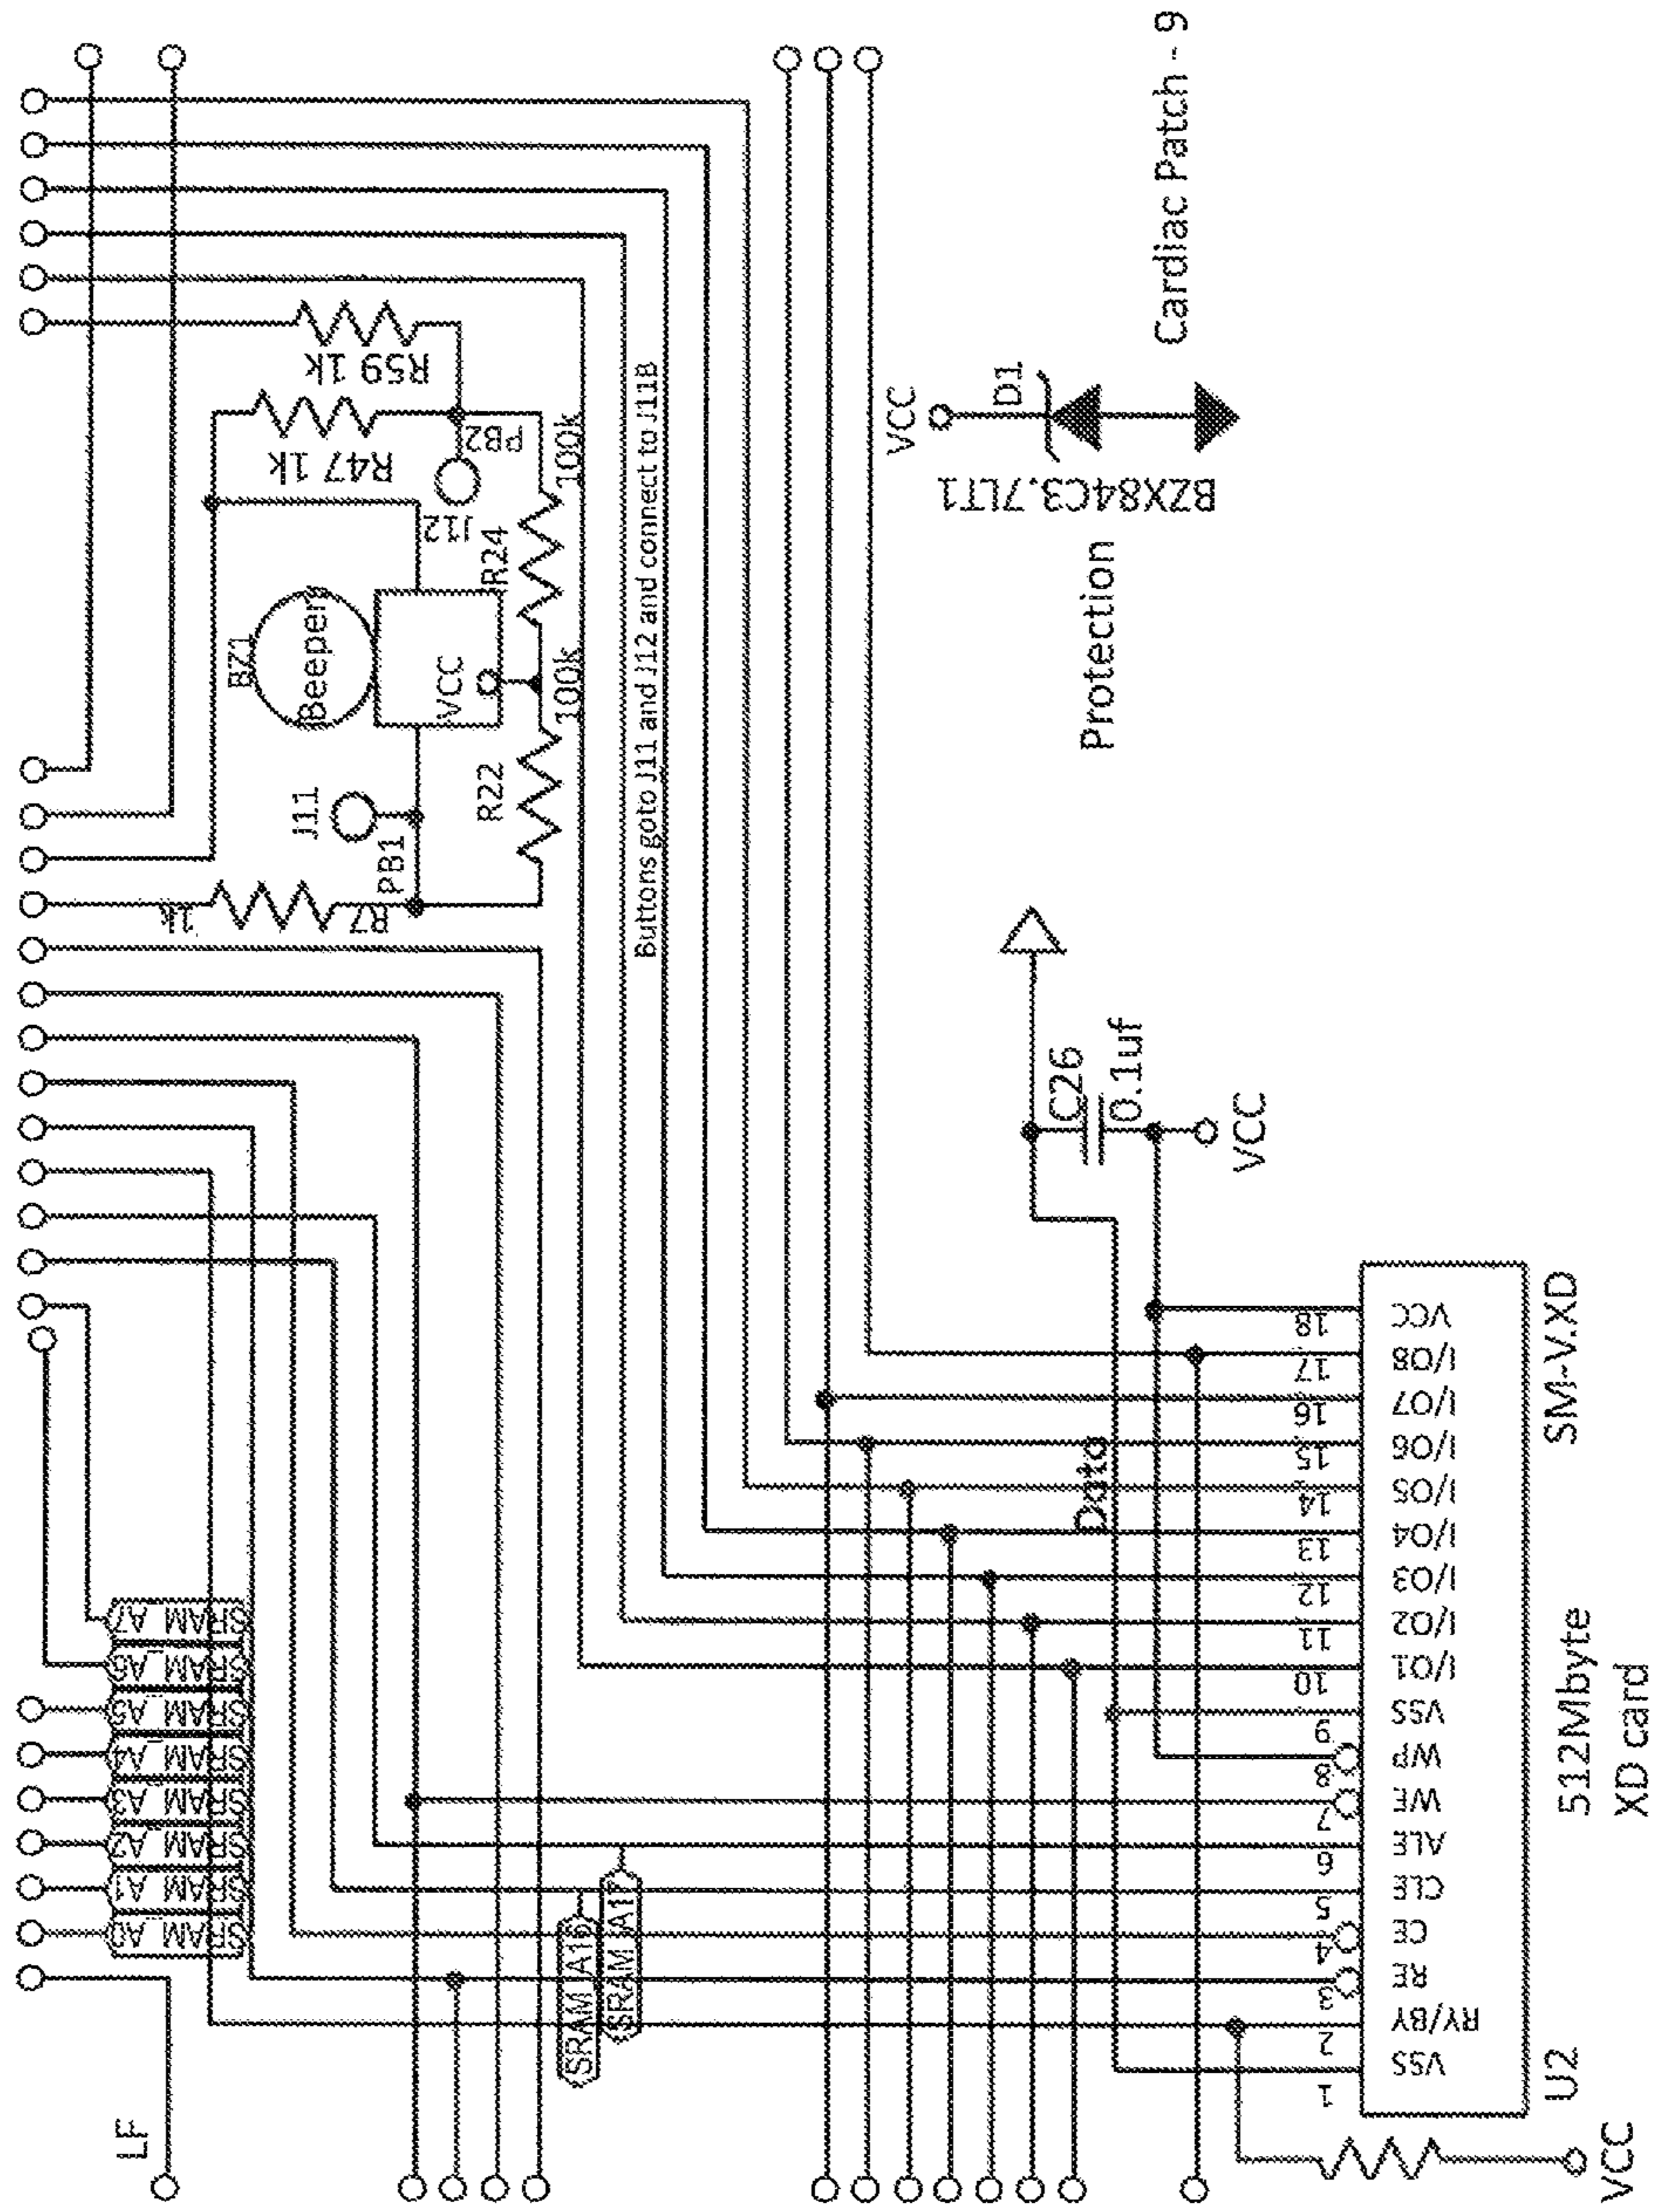 LF
SRAM_A0
SRAM_A1
SRAM_A2
SRAM_A3
SRAM_A4
SRAM_A5
SRAM_A6
SRAM_A7
1k
R7
PB1
J11
BZ1
Beeper
VCC
R22
100k
R24
100k
J12
PB2
R47 1k
R59 1k
Buttons goto J11 and J12 and connect to J11B
SRAM_A16
SRAM_A17
VCC
D1
BZX84C3.7LT1
Protection
Cardiac Patch - 9
C26
0.1uf
VCC
Data
1 VSS
2 RY/BY
3 RE
4 CE
5 CLE
6 ALE
7 WE
8 WP
9 VSS
10 I/O1
11 I/O2
12 I/O3
13 I/O4
14 I/O5
15 I/O6
16 I/O7
17 I/O8
18 VCC
U2
512Mbyte
XD card
SM-V.XD
VCC